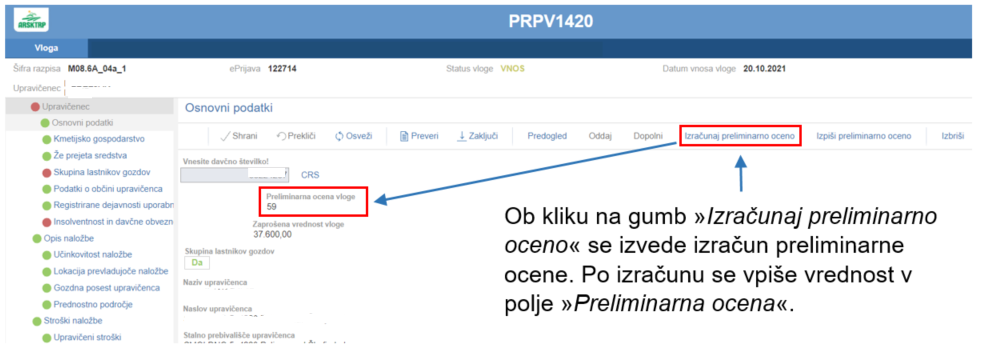 ARSKTRP
PRPV1420
Vloga
Šifra razpisa M08.6A_04a_1 ePrijava 122714 Status vloge VNOS Datum vnosa vloge 20.10.2021
Upravičenec
Upravičenec
Osnovni podatki
Kmetijsko gospodarstvo
Že prejeta sredstva
Skupina lastnikov gozdov
Podatki o občini upravičenca
Registrirane dejavnosti uporabn
Insolventnost in davčne obvezn
Opis naložbe
Učinkovitost naložbe
Lokacija prevladujoče naložbe
Gozdna posest upravičenca
Prednostno področje
Stroški naložbe
Upravičeni stroški
Osnovni podatki
Shrani Prekliči Osveži Preveri Zaključi Predogled Oddaj Dopolni Izračunaj preliminarno oceno Izpiši preliminarno oceno Izbriši
Vnesite davčno številko!
CRS
Preliminarna ocena vloge
59
Zaprošena vrednost vloge
37.600,00
Skupina lastnikov gozdov
Da
Naziv upravičenca
Naslov upravičenca
Stalno prebivališče upravičenca
Ob kliku na gumb »Izračunaj preliminarno
oceno« se izvede izračun preliminarne
ocene. Po izračunu se vpiše vrednost v
polje »Preliminarna ocena«.